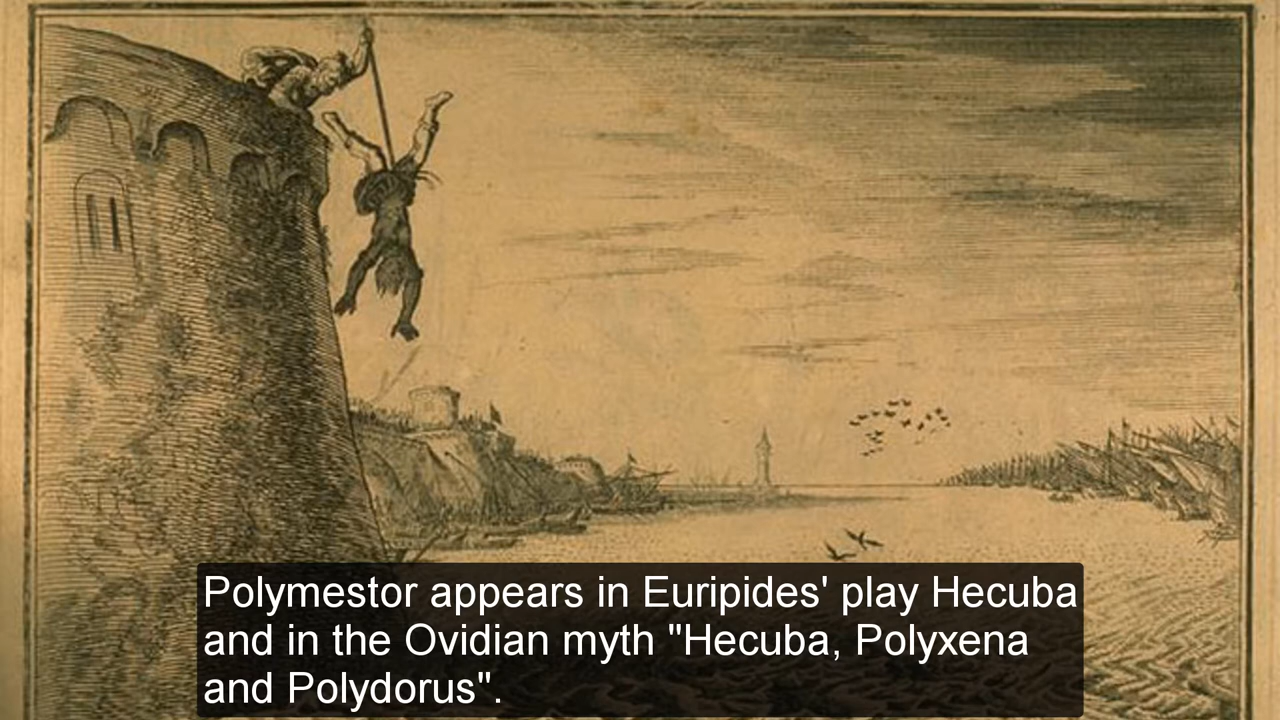 Polymestor appears in Euripides' play Hecuba
and in the Ovidian myth "Hecuba, Polyxena
and Polydorus".